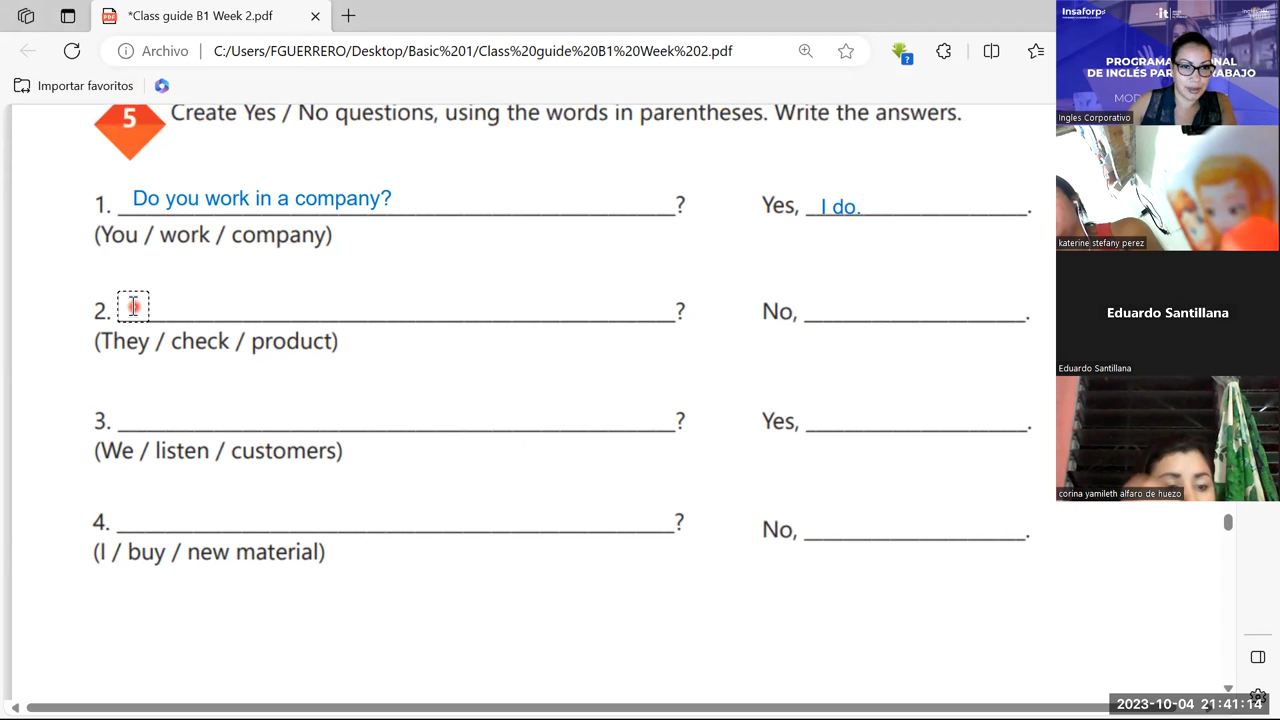 *Class guide B1 Week 2.pdf
Archivo
C:/Users/FGUERRERO/Desktop/Basic%201/Class%20guide%20B1%20Week%202.pdf
Importar favoritos
5
Create Yes / No questions, using the words in parentheses. Write the answers.
1. Do you work in a company? ?
Yes, I do. .
(You / work / company)
2. ?
No, .
(They / check / product)
3. ?
Yes, .
(We / listen / customers)
4. ?
No, .
(I / buy / new material)
Insaforp
PROGRAMA
NAL
DE INGLÉS PAR
ABAJO
MOD
Ingles Corporativo
katerine stefany perez
Eduardo Santillana
Eduardo Santillana
corina yamileth alfaro de huezo
2023-10-04 21:41:14